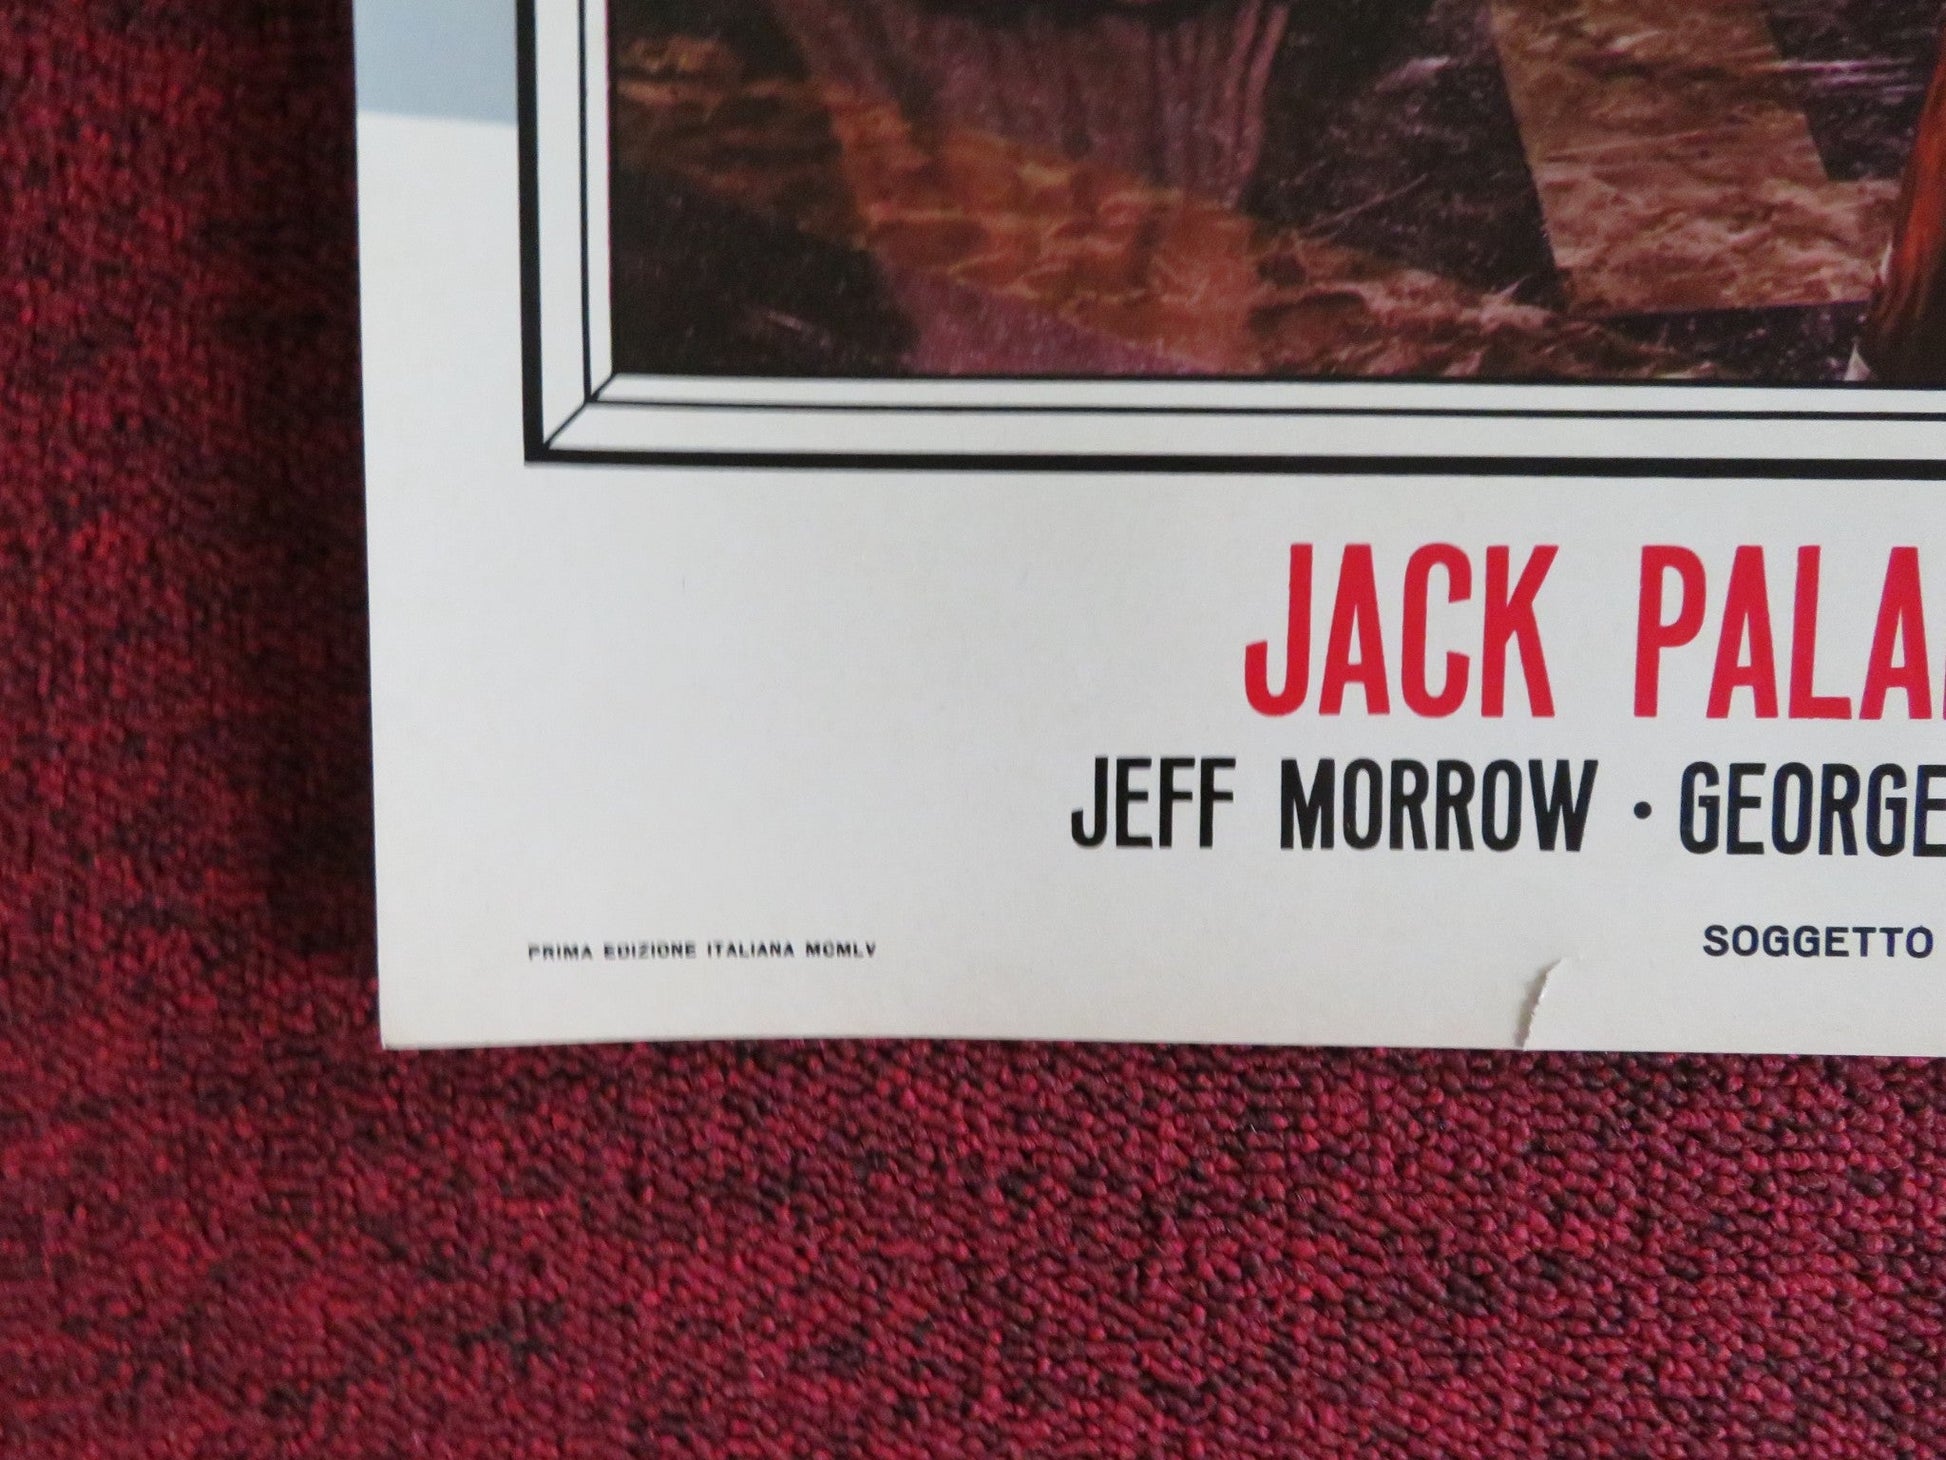 JACK PALA
JEFF MORROW · GEORGE
SOGGETTO
PRIMA EDIZIONE ITALIANA MCMLV